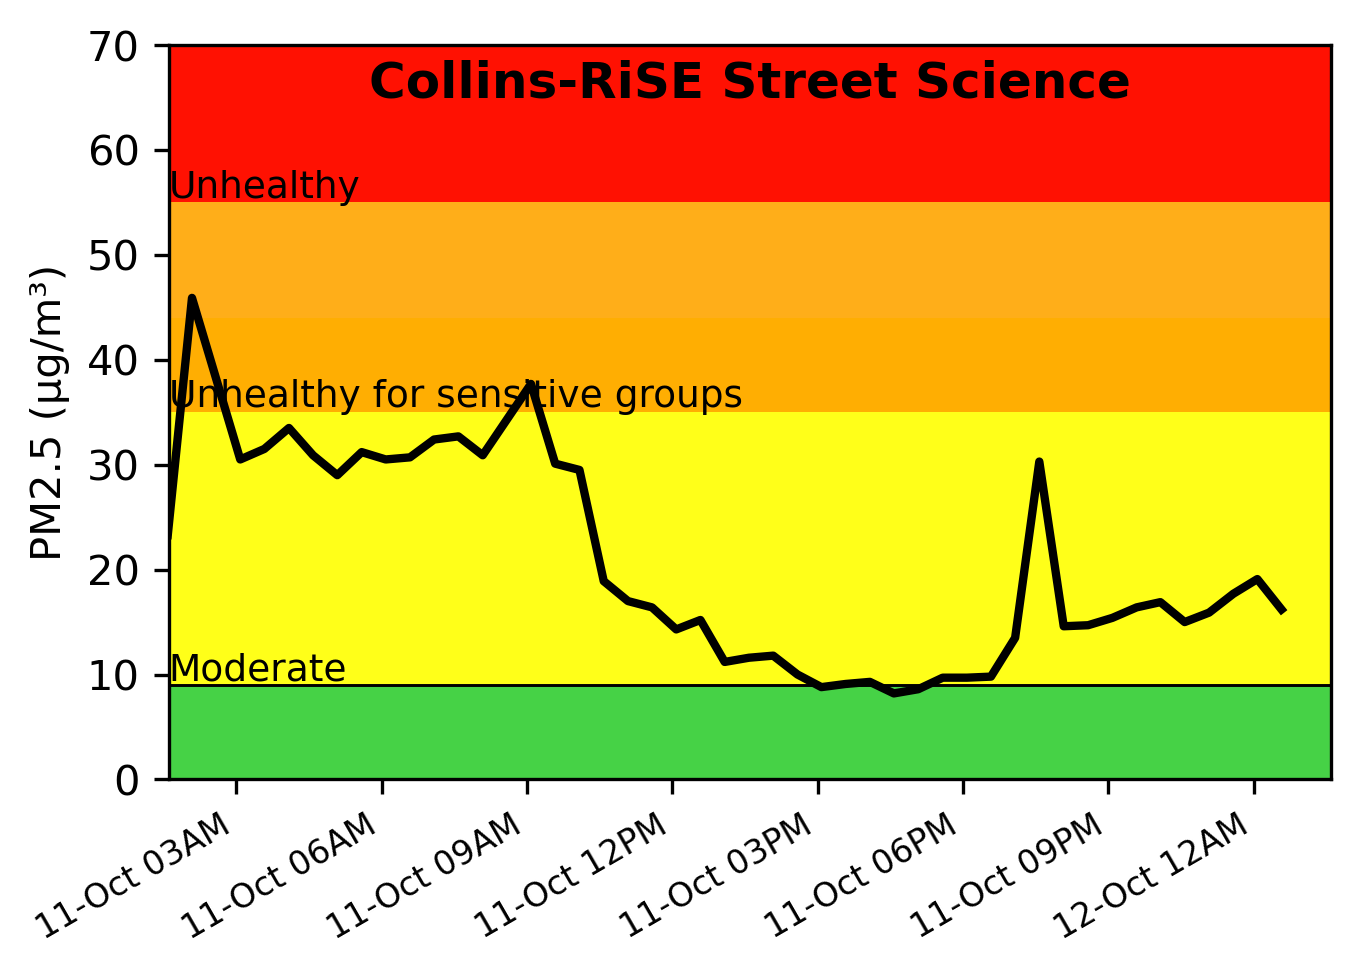 Collins-RiSE Street Science
70
60
50
40
30
20
10
0
PM2.5 (µg/m³)
Unhealthy
Unhealthy for sensitive groups
Moderate
11-Oct 03AM
11-Oct 06AM
11-Oct 09AM
11-Oct 12PM
11-Oct 03PM
11-Oct 06PM
11-Oct 09PM
12-Oct 12AM